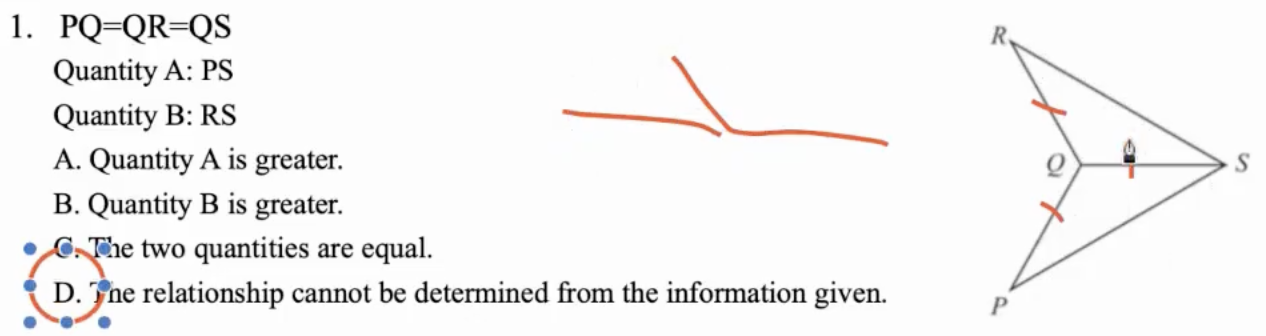 1. PQ=QR=QS
Quantity A: PS
Quantity B: RS
A. Quantity A is greater.
B. Quantity B is greater.
C. The two quantities are equal.
D. The relationship cannot be determined from the information given.
R
Q
S
P